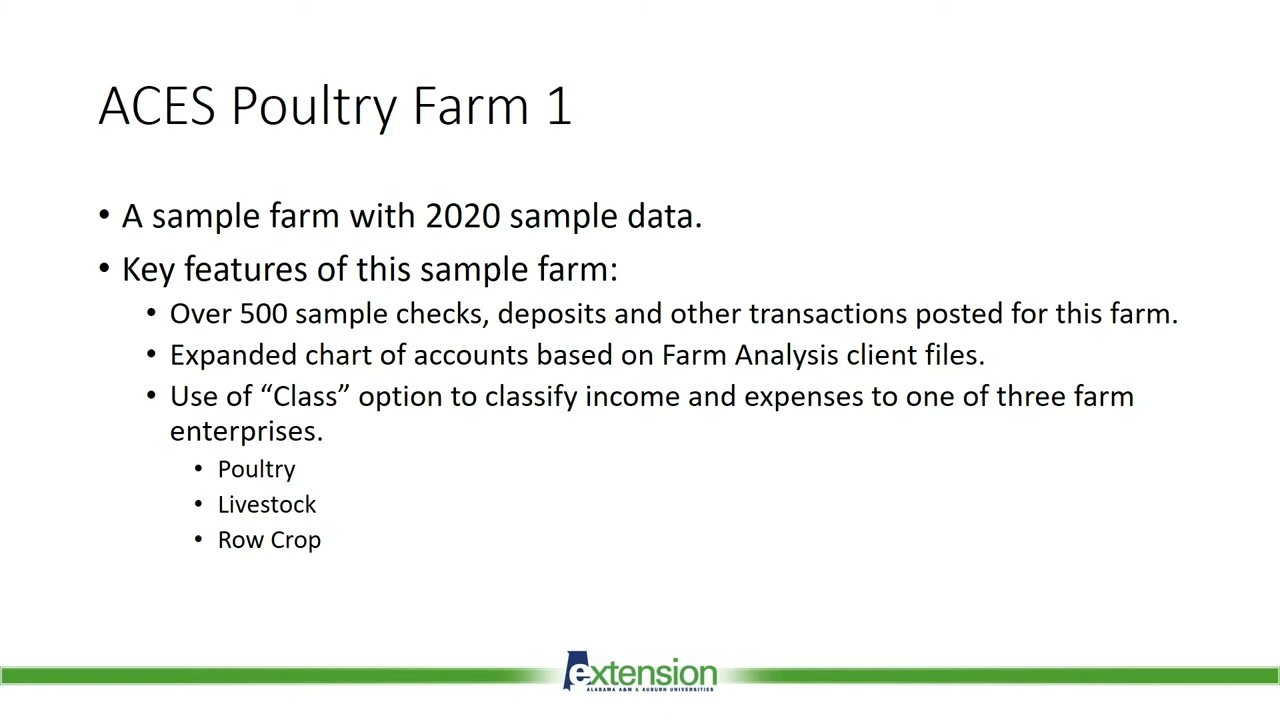 ACES Poultry Farm 1
• A sample farm with 2020 sample data.
• Key features of this sample farm:
• Over 500 sample checks, deposits and other transactions posted for this farm.
• Expanded chart of accounts based on Farm Analysis client files.
• Use of “Class” option to classify income and expenses to one of three farm
enterprises.
• Poultry
• Livestock
• Row Crop
extension
ALABAMA A&M & AUBURN UNIVERSITIES